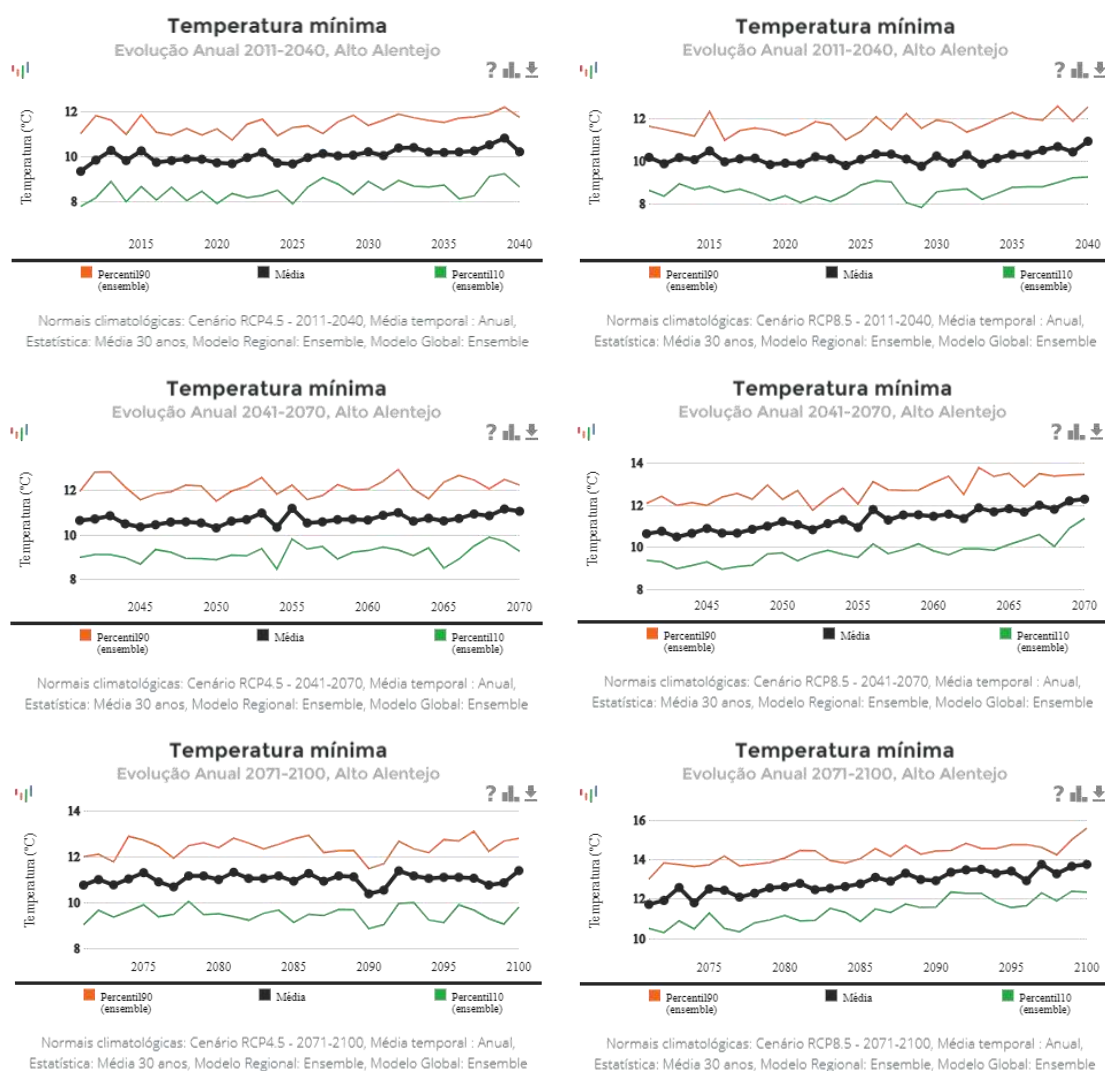 Temperatura mínima
Evolução Anual 2011-2040, Alto Alentejo
?
Temperatura (°C)
12
10
8
2015
2020
2025
2030
2035
2040
Percentil90
(ensemble)
Média
Percentil10
(ensemble)
Normais climatológicas: Cenário RCP4.5 - 2011-2040, Média temporal : Anual,
Estatística: Média 30 anos, Modelo Regional: Ensemble, Modelo Global: Ensemble
Temperatura mínima
Evolução Anual 2011-2040, Alto Alentejo
?
Temperatura (°C)
12
10
8
2015
2020
2025
2030
2035
2040
Percentil90
(ensemble)
Média
Percentil10
(ensemble)
Normais climatológicas: Cenário RCP8.5 - 2011-2040, Média temporal : Anual,
Estatística: Média 30 anos, Modelo Regional: Ensemble, Modelo Global: Ensemble
Temperatura mínima
Evolução Anual 2041-2070, Alto Alentejo
?
Temperatura (°C)
12
10
8
2045
2050
2055
2060
2065
2070
Percentil90
(ensemble)
Média
Percentil10
(ensemble)
Normais climatológicas: Cenário RCP4.5 - 2041-2070, Média temporal : Anual,
Estatística: Média 30 anos, Modelo Regional: Ensemble, Modelo Global: Ensemble
Temperatura mínima
Evolução Anual 2041-2070, Alto Alentejo
?
Temperatura (°C)
14
12
10
8
2045
2050
2055
2060
2065
2070
Percentil90
(ensemble)
Média
Percentil10
(ensemble)
Normais climatológicas: Cenário RCP8.5 - 2041-2070, Média temporal : Anual,
Estatística: Média 30 anos, Modelo Regional: Ensemble, Modelo Global: Ensemble
Temperatura mínima
Evolução Anual 2071-2100, Alto Alentejo
?
Temperatura (°C)
14
12
10
8
2075
2080
2085
2090
2095
2100
Percentil90
(ensemble)
Média
Percentil10
(ensemble)
Normais climatológicas: Cenário RCP4.5 - 2071-2100, Média temporal : Anual,
Estatística: Média 30 anos, Modelo Regional: Ensemble, Modelo Global: Ensemble
Temperatura mínima
Evolução Anual 2071-2100, Alto Alentejo
?
Temperatura (°C)
16
14
12
10
2075
2080
2085
2090
2095
2100
Percentil90
(ensemble)
Média
Percentil10
(ensemble)
Normais climatológicas: Cenário RCP8.5 - 2071-2100, Média temporal : Anual,
Estatística: Média 30 anos, Modelo Regional: Ensemble, Modelo Global: Ensemble